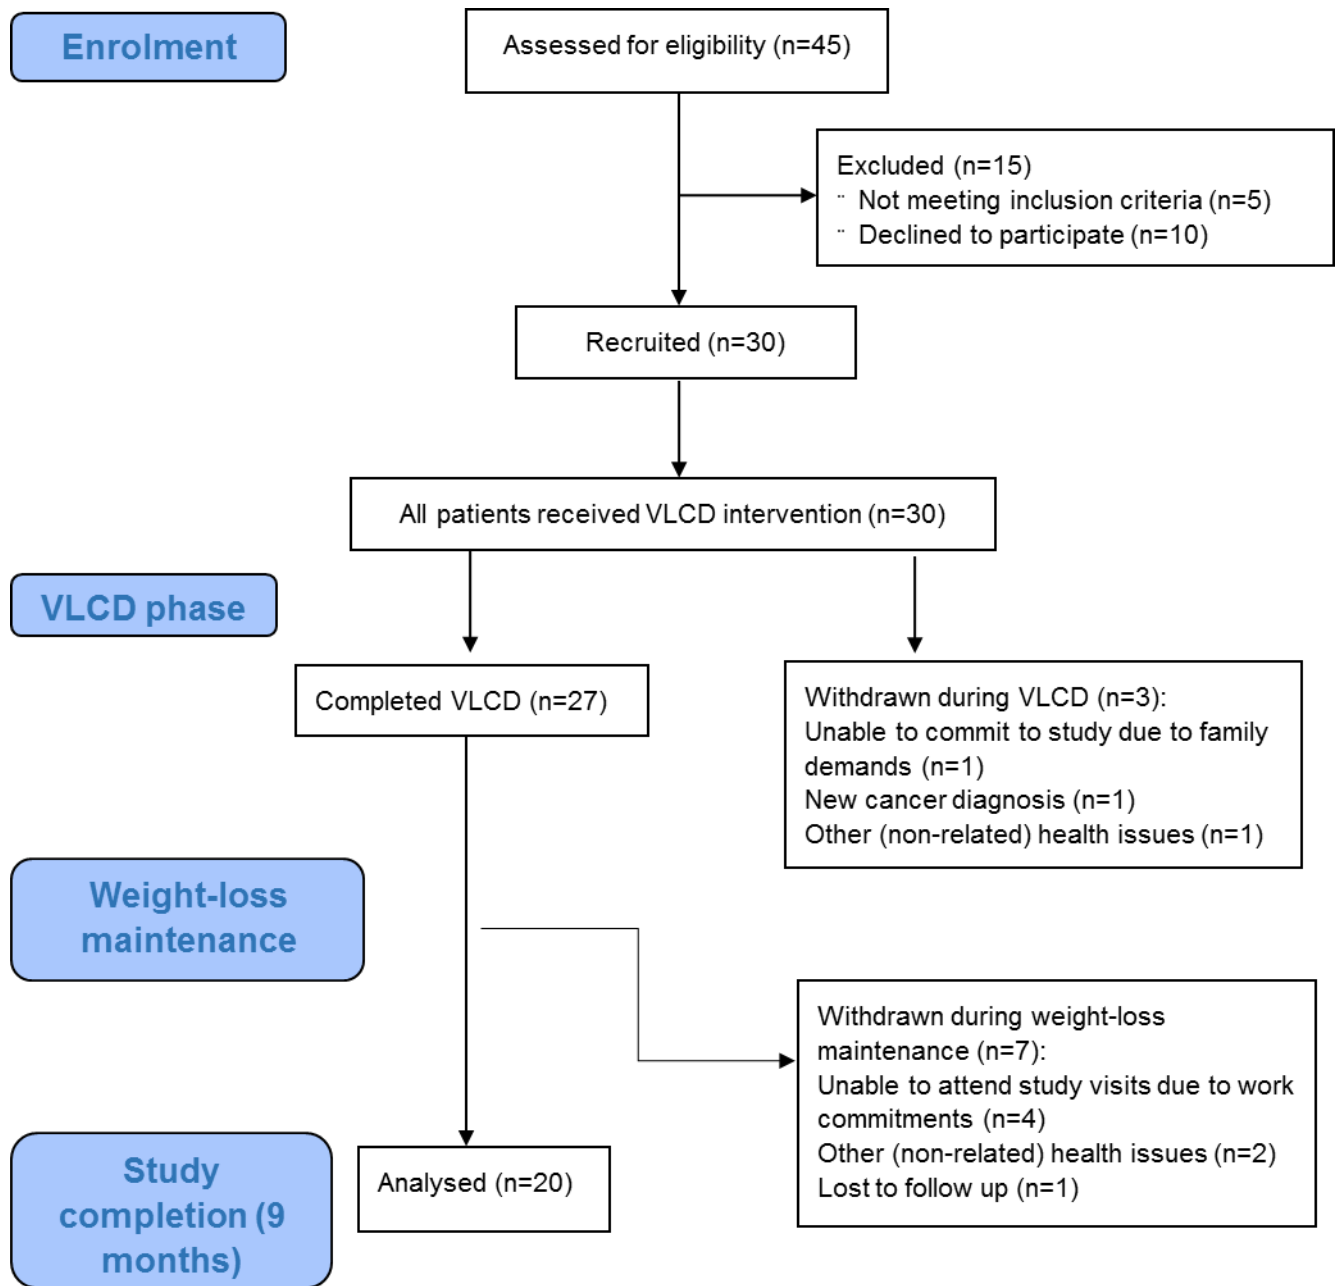 Enrolment
Assessed for eligibility (n=45)
Excluded (n=15)
¨ Not meeting inclusion criteria (n=5)
¨ Declined to participate (n=10)
Recruited (n=30)
All patients received VLCD intervention (n=30)
VLCD phase
Completed VLCD (n=27)
Withdrawn during VLCD (n=3):
Unable to commit to study due to family
demands (n=1)
New cancer diagnosis (n=1)
Other (non-related) health issues (n=1)
Weight-loss
maintenance
Withdrawn during weight-loss
maintenance (n=7):
Unable to attend study visits due to work
commitments (n=4)
Other (non-related) health issues (n=2)
Lost to follow up (n=1)
Study
completion (9
months)
Analysed (n=20)